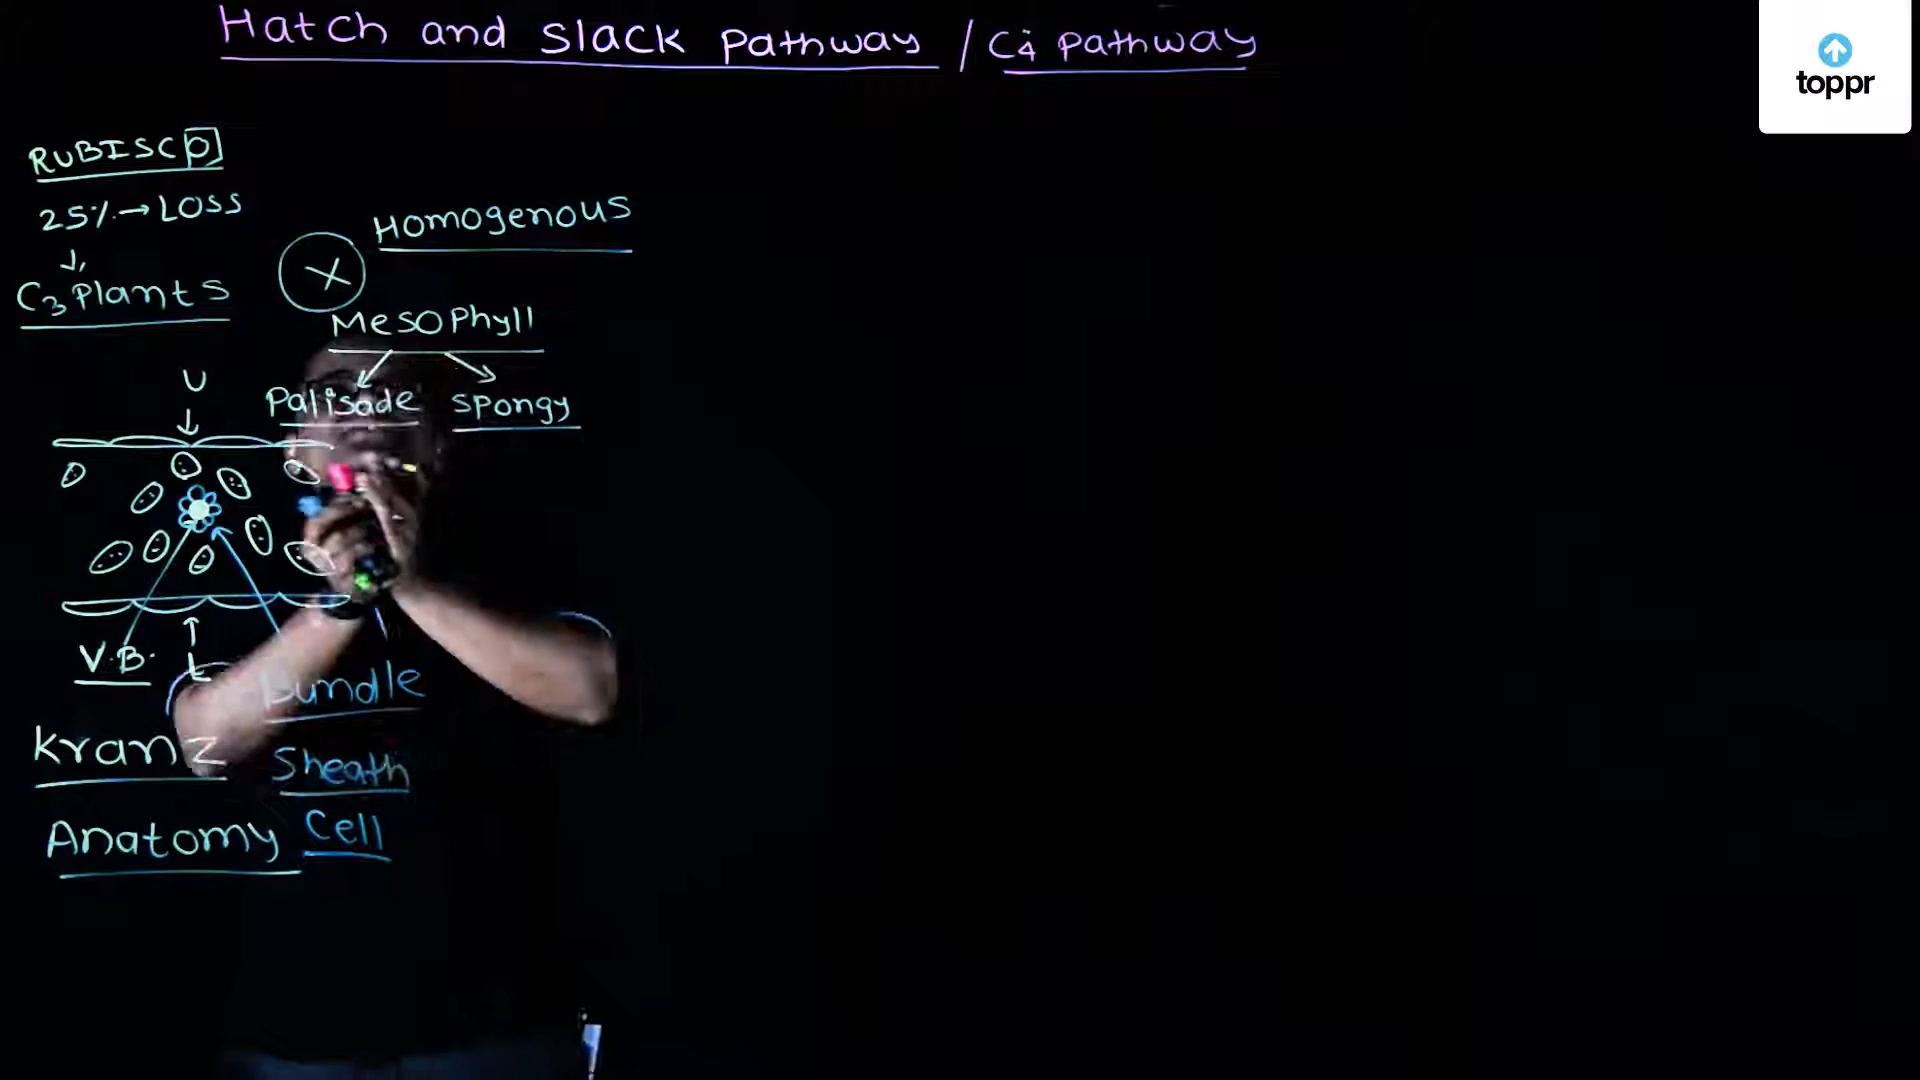 Hatch and Slack Pathway / C4 Pathway
toppr
RUBISCO
25% → Loss
C3 Plants
Homogenous
X
Mesophyll
Palisade Spongy
U
V.B. L
Bundle
Kranz Sheath
Anatomy Cell